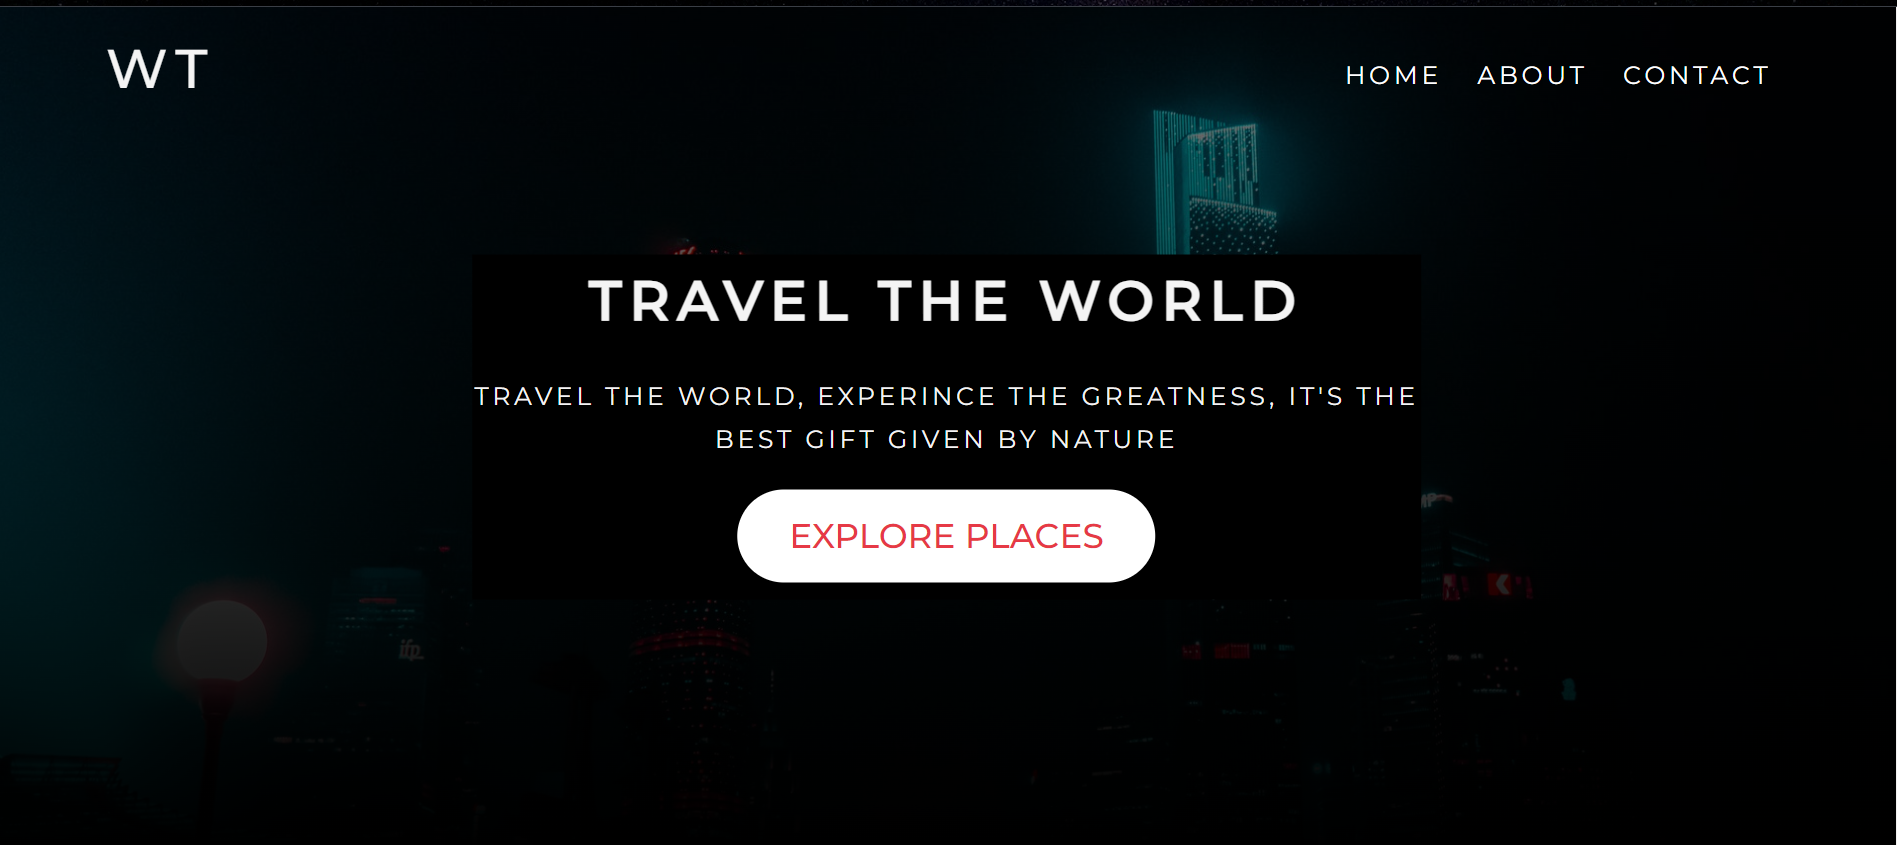 WT
HOME ABOUT CONTACT
TRAVEL THE WORLD
TRAVEL THE WORLD, EXPERINCE THE GREATNESS, IT'S THE
BEST GIFT GIVEN BY NATURE
EXPLORE PLACES
ifp